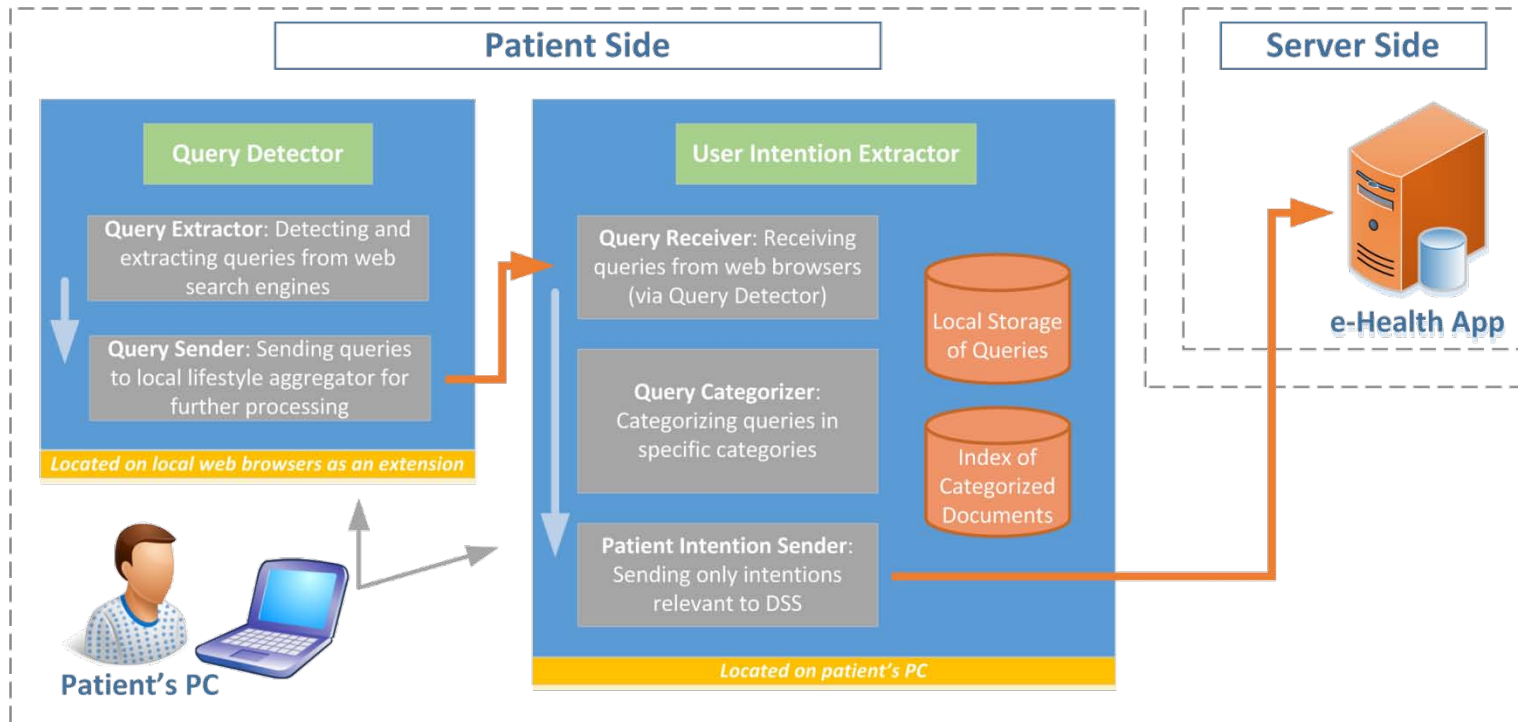 Patient Side
Server Side
Query Detector
Query Extractor: Detecting and
extracting queries from web
search engines
Query Sender: Sending queries
to local lifestyle aggregator for
further processing
Located on local web browsers as an extension
User Intention Extractor
Query Receiver: Receiving
queries from web browsers
(via Query Detector)
Query Categorizer:
Categorizing queries in
specific categories
Patient Intention Sender:
Sending only intentions
relevant to DSS
Local Storage
of Queries
Index of
Categorized
Documents
Located on patient's PC
e-Health App
Patient's PC